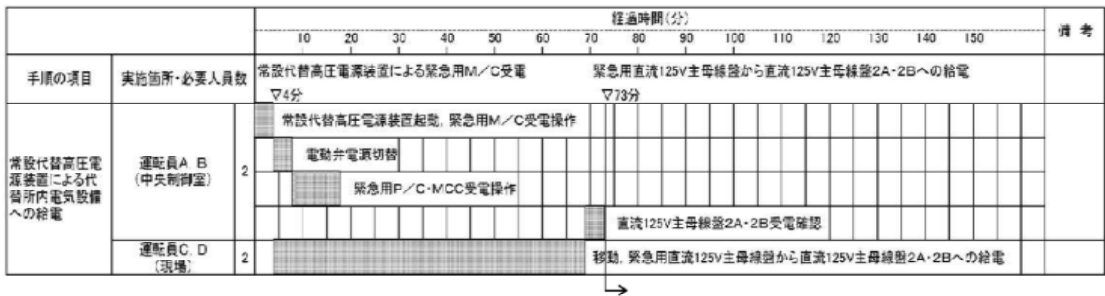 経過時間(分)
備 考
10 20 30 40 50 60 70 80 90 100 110 120 130 140 150
手順の項目 実施箇所・必要人員数
常設代替高圧電源装置による緊急用M/C受電 緊急用直流125V主母線盤から直流125V主母線盤2A・2Bへの給電
▽4分 ▽73分
常設代替高圧電源装置による代替所内電気設備への給電
運転員A,B
(中央制御室)
2
常設代替高圧電源装置起動,緊急用M/C受電操作
電動弁電源切替
緊急用P/C・MCC受電操作
直流125V主母線盤2A・2B受電確認
運転員C,D
(現場)
2
移動,緊急用直流125V主母線盤から直流125V主母線盤2A・2Bへの給電